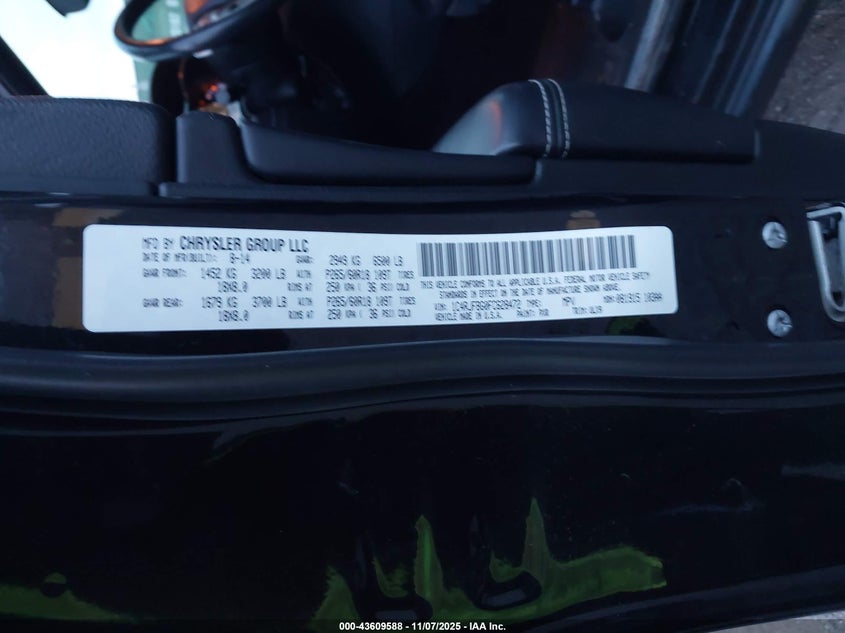 MFD BY CHRYSLER GROUP LLC
DATE OF MFR(BUILT): 8-14 GVWR: 2949 KG 6500 LB
GAWR FRONT: 1452 KG 3200 LB WITH P265/60R18 109T TIRES
18X8.0 RIMS AT 250 KPA ( 36 PSI) COLD
GAWR REAR: 1679 KG 3700 LB WITH P265/60R18 109T TIRES
18X8.0 RIMS AT 250 KPA ( 36 PSI) COLD
THIS VEHICLE CONFORMS TO ALL APPLICABLE U.S.A. FEDERAL MOTOR VEHICLE SAFETY
STANDARDS IN EFFECT ON THE DATE OF MANUFACTURE SHOWN ABOVE.
VIN: TYPE: MPV
VEHICLE MADE IN U.S.A. PAINT: PXR TRIM:
000-43609588 — 11/07/2025 — IAA Inc.